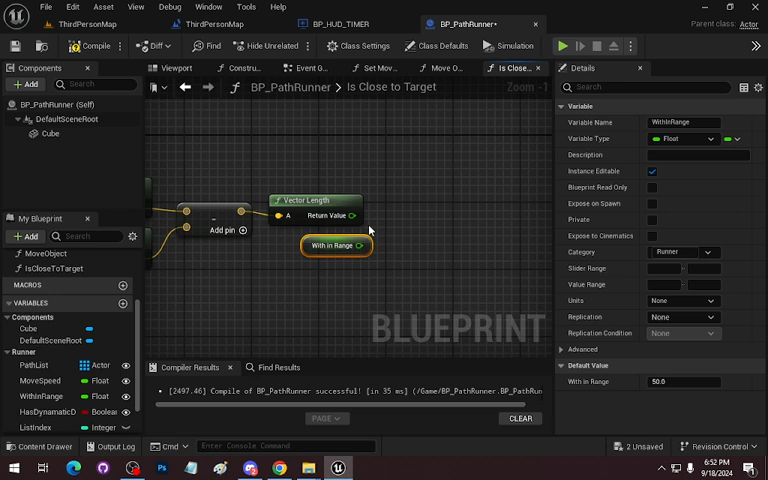 File Edit Asset View Debug Window Tools Help
ThirdPersonMap ThirdPersonMap BP_HUD_TIMER BP_PathRunner• Parent class: Actor
Compile Diff Find Hide Unrelated Class Settings Class Defaults Simulation
Components Viewport Constru... Event G... Set Mov... Move O... Is Close... Details
Add Search BP_PathRunner > Is Close to Target Zoom -1 Search
BP_PathRunner (Self)
DefaultSceneRoot
Cube
Variable
Variable Name WithInRange
Variable Type Float
Description
Instance Editable
Blueprint Read Only
Expose on Spawn
Private
Expose to Cinematics
Category Runner
Slider Range
Value Range
Units None
Replication None
Replication Condition None
Advanced
Default Value
With in Range 50.0
Vector Length
A Return Value
Add pin
With in Range
BLUEPRINT
My Blueprint
Add Search
MoveObject
IsCloseToTarget
MACROS
VARIABLES
Components
Cube
DefaultSceneRoot
Runner
PathList Actor
MoveSpeed Float
WithInRange Float
HasDynamaticD Boolean
ListIndex Integer
Compiler Results Find Results
• [2497.46] Compile of BP_PathRunner successful! [in 35 ms] (/Game/BP_PathRunner.BP_PathRun
PAGE CLEAR
Content Drawer Output Log Cmd Enter Console Command 2 Unsaved Revision Control
6:52 PM
9/18/2024